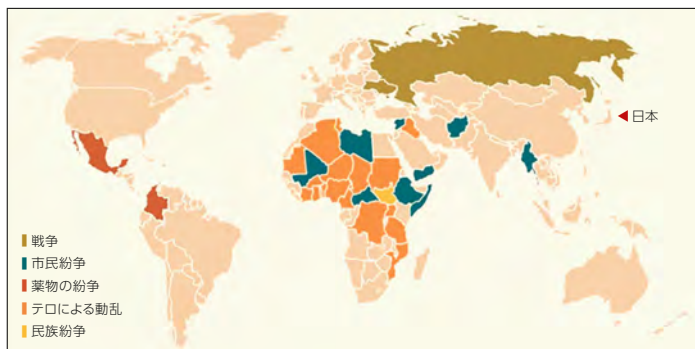 日本
戦争
市民紛争
薬物の紛争
テロによる動乱
民族紛争